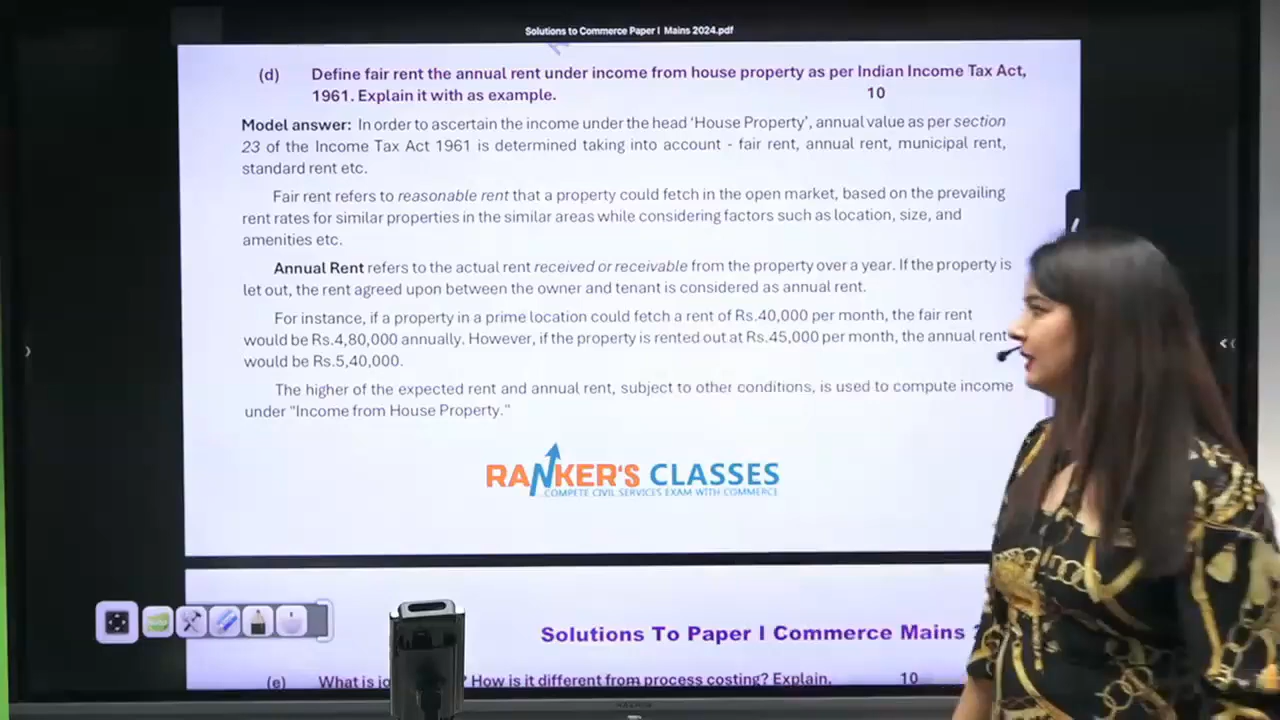 Solutions to Commerce Paper I Mains 2024.pdf
(d) Define fair rent the annual rent under income from house property as per Indian Income Tax Act,
1961. Explain it with as example. 10
Model answer: In order to ascertain the income under the head ‘House Property’, annual value as per section
23 of the Income Tax Act 1961 is determined taking into account - fair rent, annual rent, municipal rent,
standard rent etc.
Fair rent refers to reasonable rent that a property could fetch in the open market, based on the prevailing
rent rates for similar properties in the similar areas while considering factors such as location, size, and
amenities etc.
Annual Rent refers to the actual rent received or receivable from the property over a year. If the property is
let out, the rent agreed upon between the owner and tenant is considered as annual rent.
For instance, if a property in a prime location could fetch a rent of Rs.40,000 per month, the fair rent
would be Rs.4,80,000 annually. However, if the property is rented out at Rs.45,000 per month, the annual rent
would be Rs.5,40,000.
The higher of the expected rent and annual rent, subject to other conditions, is used to compute income
under "Income from House Property."
RANKER'S CLASSES
COMPETE CIVIL SERVICES EXAM WITH COMMERCE
Solutions To Paper I Commerce Mains
(e) What is ? How is it different from process costing? Explain. 10